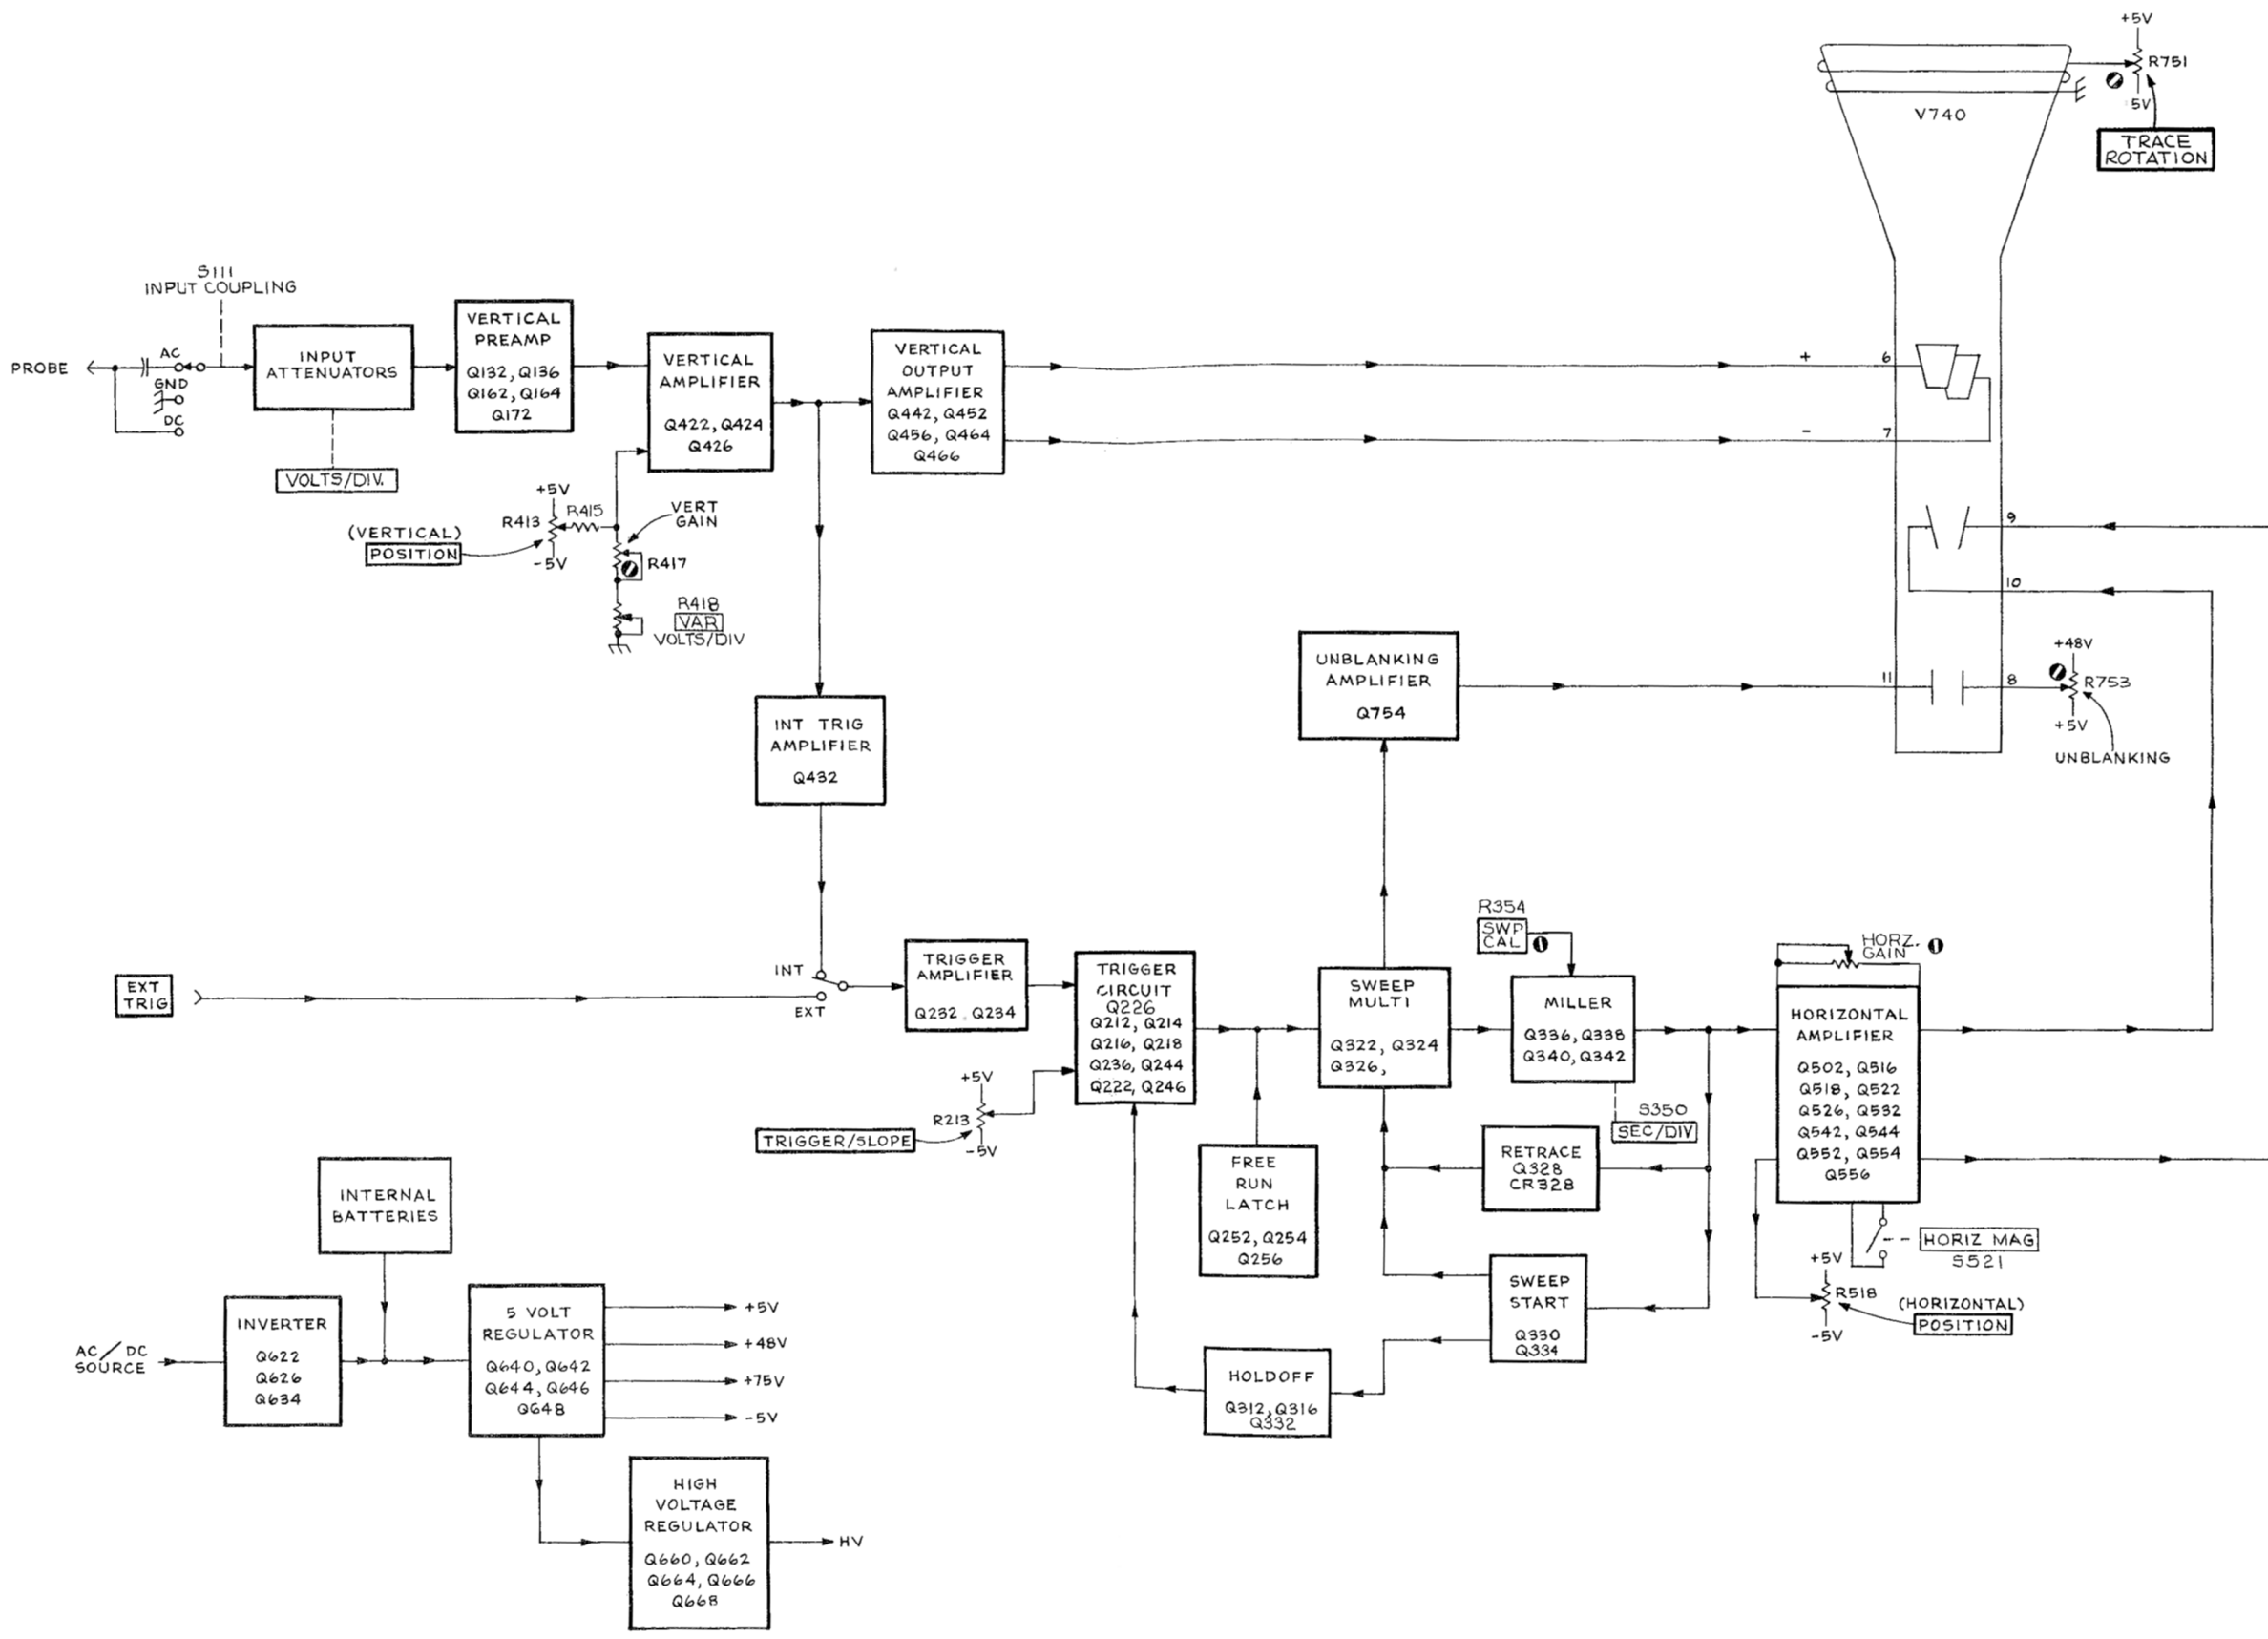 +5V
R751
5V
TRACE
ROTATION
V740
S111
INPUT COUPLING
PROBE
AC
GND
DC
INPUT
ATTENUATORS
VOLTS/DIV.
VERTICAL
PREAMP
Q132, Q136
Q162, Q164
Q172
VERTICAL
AMPLIFIER
Q422, Q424
Q426
VERTICAL
OUTPUT
AMPLIFIER
Q442, Q452
Q456, Q464
Q466
+
6
-
7
9
10
11
8
+5V
R413
R415
-5V
(VERTICAL)
POSITION
VERT
GAIN
R417
R418
VAR
VOLTS/DIV
INT TRIG
AMPLIFIER
Q432
UNBLANKING
AMPLIFIER
Q754
+48V
R753
+5V
UNBLANKING
EXT
TRIG
INT
EXT
TRIGGER
AMPLIFIER
Q232, Q234
TRIGGER
CIRCUIT
Q226
Q212, Q214
Q216, Q218
Q236, Q244
Q222, Q246
+5V
R213
-5V
TRIGGER/SLOPE
FREE
RUN
LATCH
Q252, Q254
Q256
SWEEP
MULTI
Q322, Q324
Q326,
R354
SWP
CAL
MILLER
Q336, Q338
Q340, Q342
S350
SEC/DIV
RETRACE
Q328
CR328
SWEEP
START
Q330
Q334
HOLDOFF
Q312, Q316
Q332
HORZ.
GAIN
HORIZONTAL
AMPLIFIER
Q502, Q516
Q518, Q522
Q526, Q532
Q542, Q544
Q552, Q554
Q556
HORIZ MAG
S521
+5V
R518
-5V
(HORIZONTAL)
POSITION
INTERNAL
BATTERIES
AC/DC
SOURCE
INVERTER
Q622
Q626
Q634
5 VOLT
REGULATOR
Q640, Q642
Q644, Q646
Q648
+5V
+48V
+75V
-5V
HIGH
VOLTAGE
REGULATOR
Q660, Q662
Q664, Q666
Q668
HV